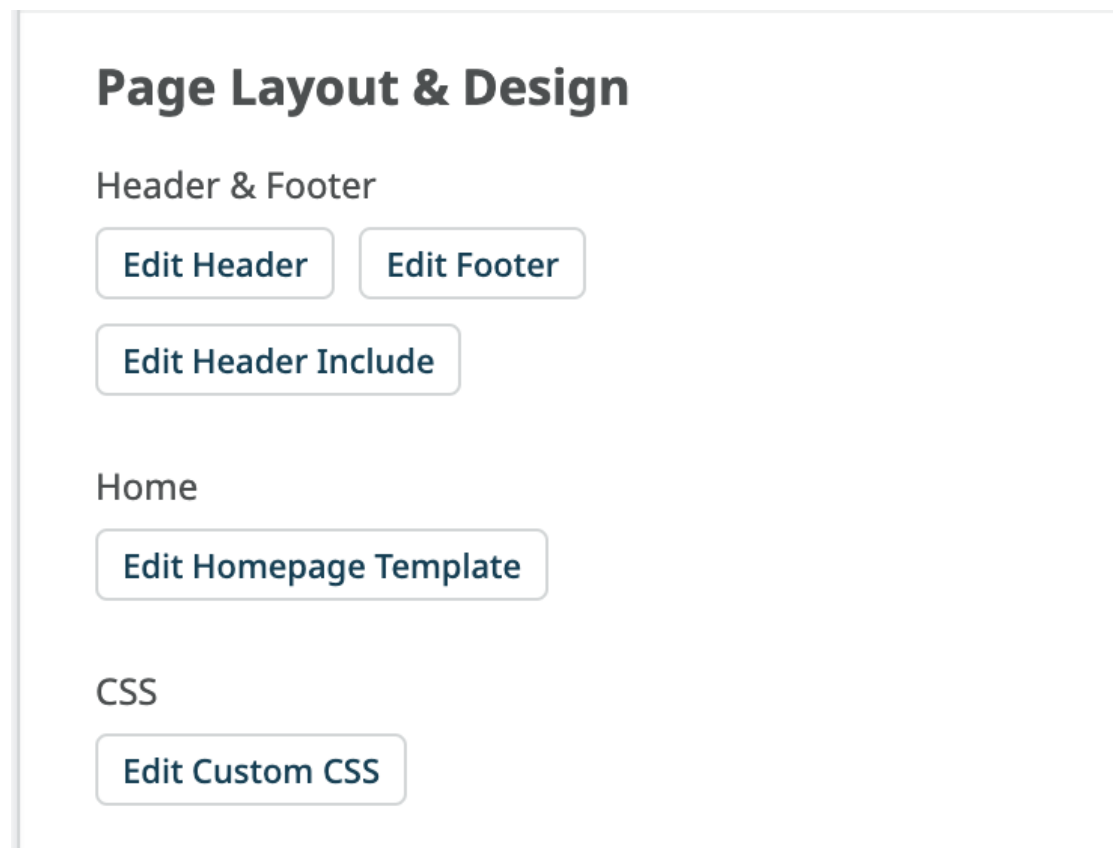 Page Layout & Design
Header & Footer
Edit Header Edit Footer
Edit Header Include
Home
Edit Homepage Template
CSS
Edit Custom CSS